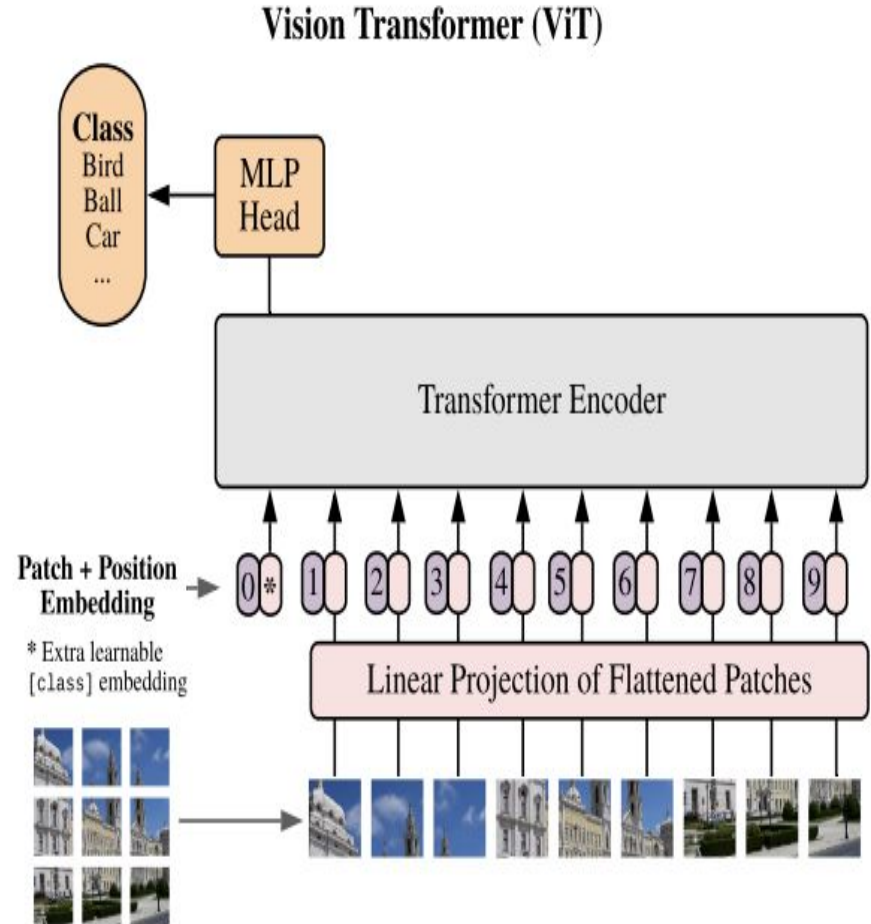 Vision Transformer (ViT)
Class
Bird
Ball
Car
...
MLP
Head
Transformer Encoder
Patch + Position
Embedding
* Extra learnable
[class] embedding
0 * 1 2 3 4 5 6 7 8 9
Linear Projection of Flattened Patches